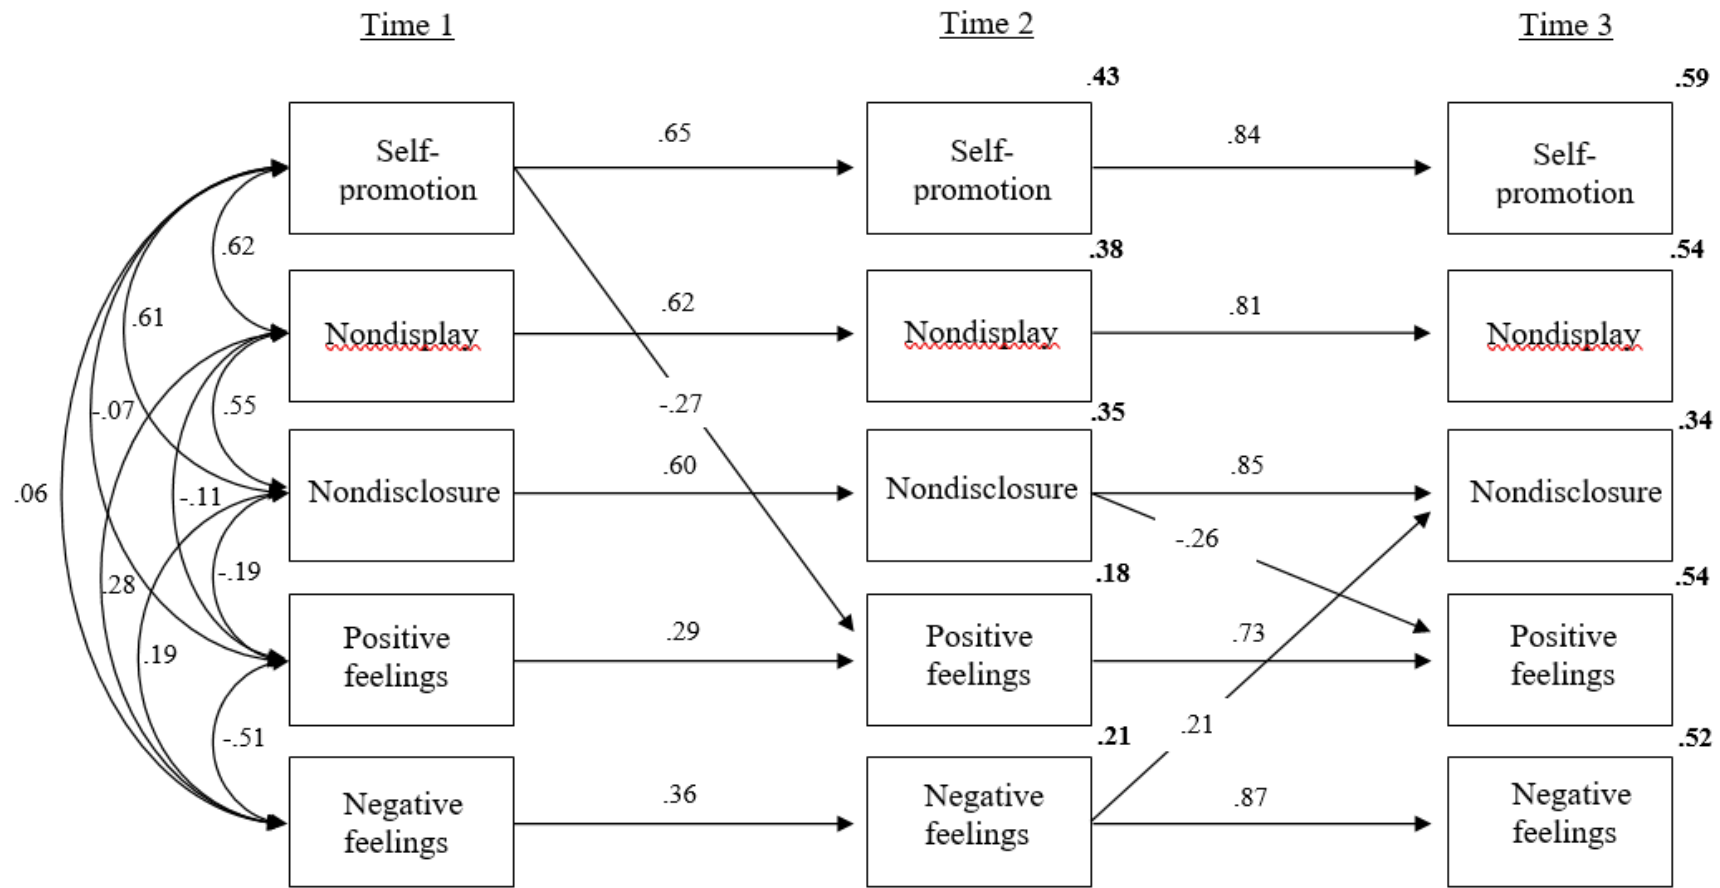 Time 1
Time 2
Time 3
.43
.59
Self-
promotion
.65
Self-
promotion
.84
Self-
promotion
.62
.38
.54
Nondisplay
.62
Nondisplay
.81
Nondisplay
.61
-.07
.55
-.27
.35
.34
Nondisclosure
.60
Nondisclosure
.85
Nondisclosure
.06
-.11
-.26
.28
-.19
.18
.54
Positive
feelings
.29
Positive
feelings
.73
Positive
feelings
.19
-.51
.21
.21
.52
Negative
feelings
.36
Negative
feelings
.87
Negative
feelings